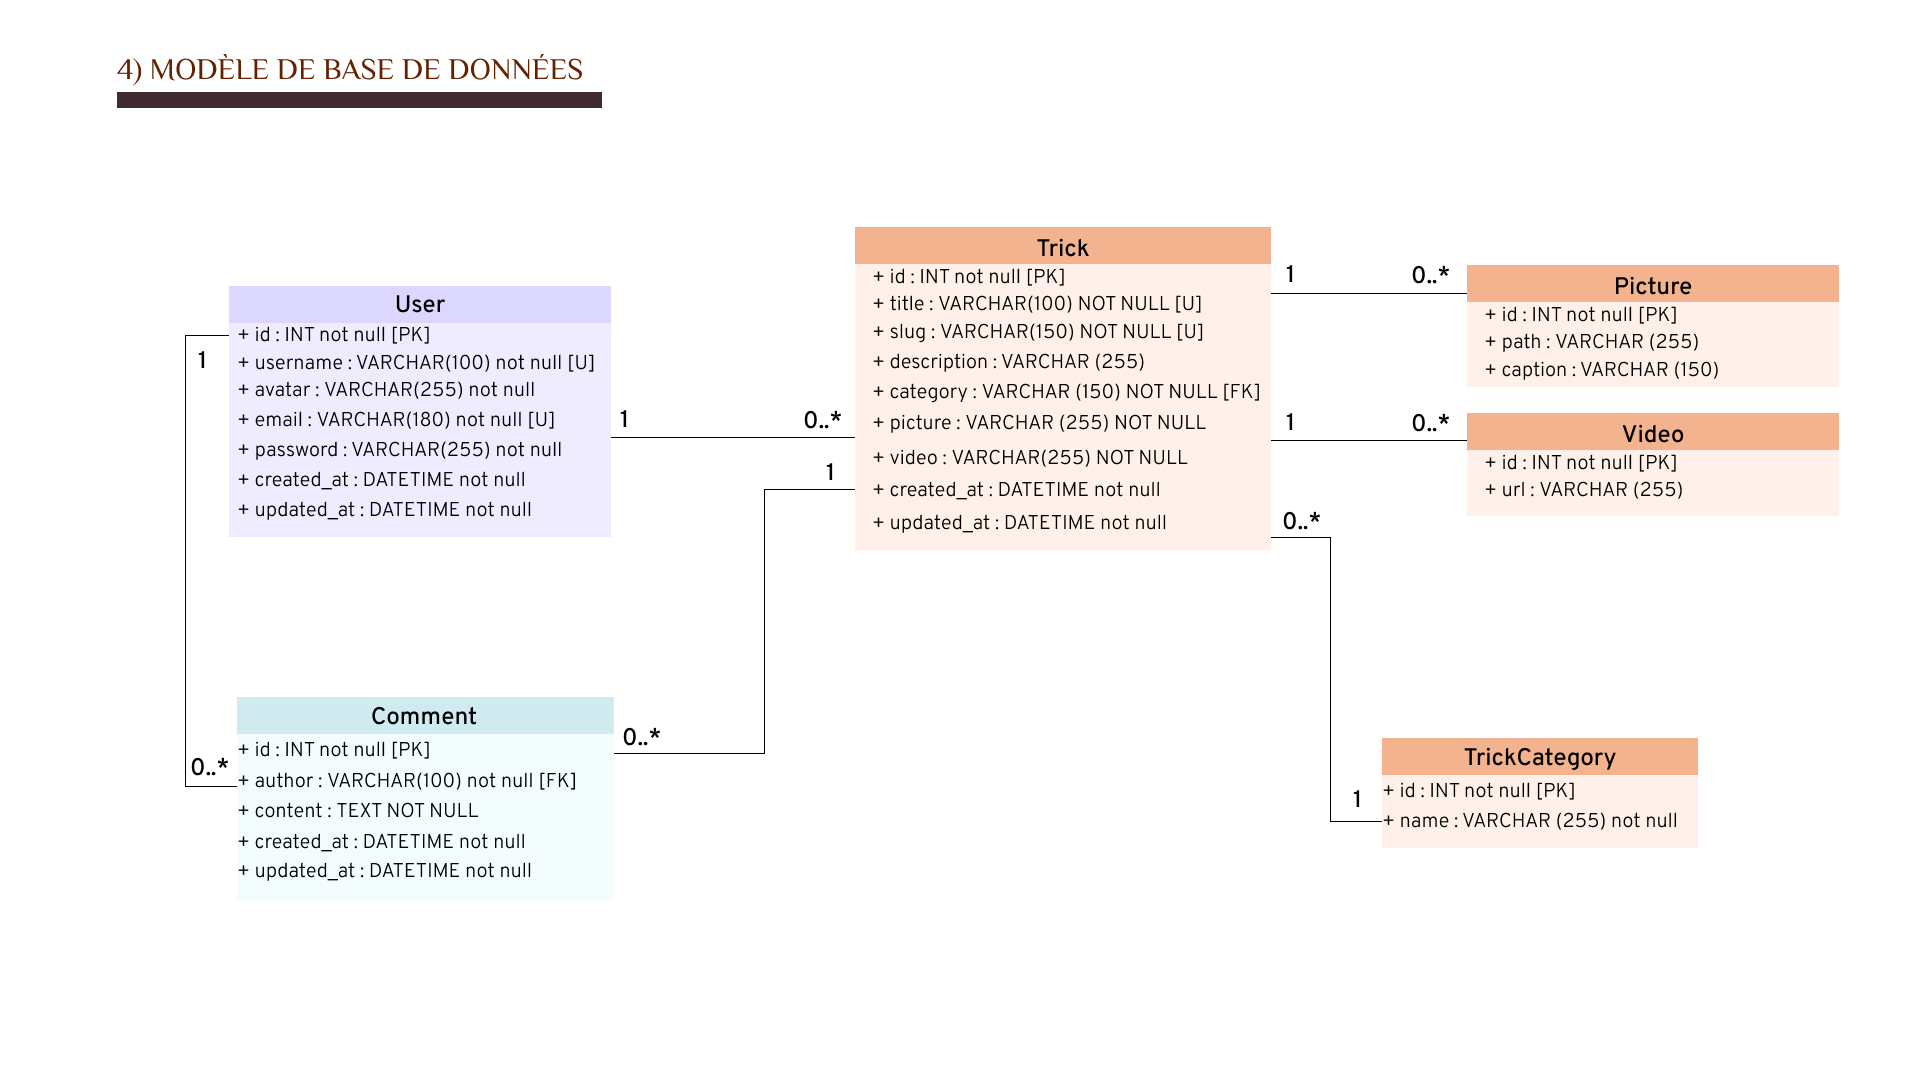 4) MODÈLE DE BASE DE DONNÉES
User
+ id : INT not null [PK]
+ username : VARCHAR(100) not null [U]
+ avatar : VARCHAR(255) not null
+ email : VARCHAR(180) not null [U]
+ password : VARCHAR(255) not null
+ created_at : DATETIME not null
+ updated_at : DATETIME not null
1
0..*
1
0..*
Trick
+ id : INT not null [PK]
+ title : VARCHAR(100) NOT NULL [U]
+ slug : VARCHAR(150) NOT NULL [U]
+ description : VARCHAR (255)
+ category : VARCHAR (150) NOT NULL [FK]
+ picture : VARCHAR (255) NOT NULL
+ video : VARCHAR(255) NOT NULL
+ created_at : DATETIME not null
+ updated_at : DATETIME not null
1
0..*
Picture
+ id : INT not null [PK]
+ path : VARCHAR (255)
+ caption : VARCHAR (150)
1
0..*
Video
+ id : INT not null [PK]
+ url : VARCHAR (255)
1
0..*
Comment
+ id : INT not null [PK]
+ author : VARCHAR(100) not null [FK]
+ content : TEXT NOT NULL
+ created_at : DATETIME not null
+ updated_at : DATETIME not null
0..*
1
TrickCategory
+ id : INT not null [PK]
+ name : VARCHAR (255) not null